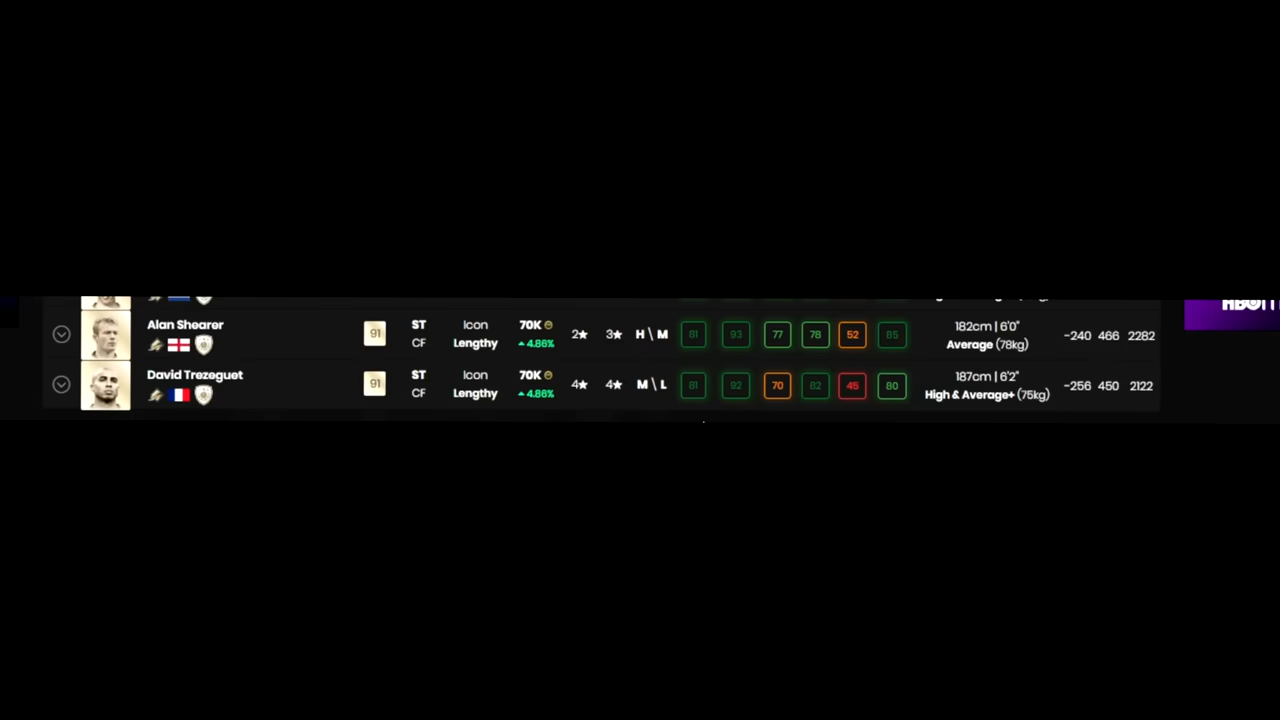 Alan Shearer 91 ST Icon 70K 2★ 3★ H \ M 81 93 77 78 52 85 182cm | 6'0" -240 466 2282
CF Lengthy 4.86% Average (78kg)
David Trezeguet 91 ST Icon 70K 4★ 4★ M \ L 81 92 70 82 45 80 187cm | 6'2" -256 450 2122
CF Lengthy 4.86% High & Average+ (75kg)